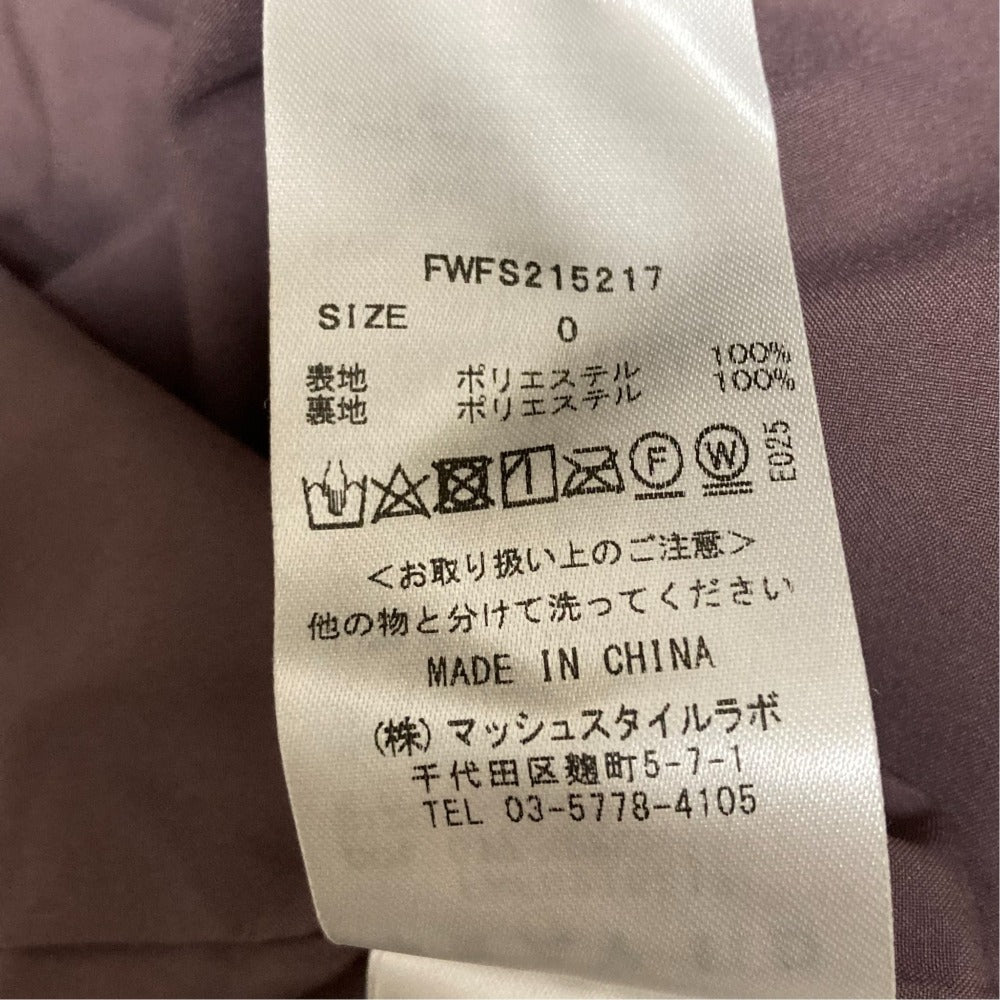 FWFS215217
SIZE 0
表地 ポリエステル 100%
裏地 ポリエステル 100%
F W E025
<お取り扱い上のご注意>
他の物と分けて洗ってください
MADE IN CHINA
(株)マッシュスタイルラボ
千代田区麹町5-7-1
TEL 03-5778-4105